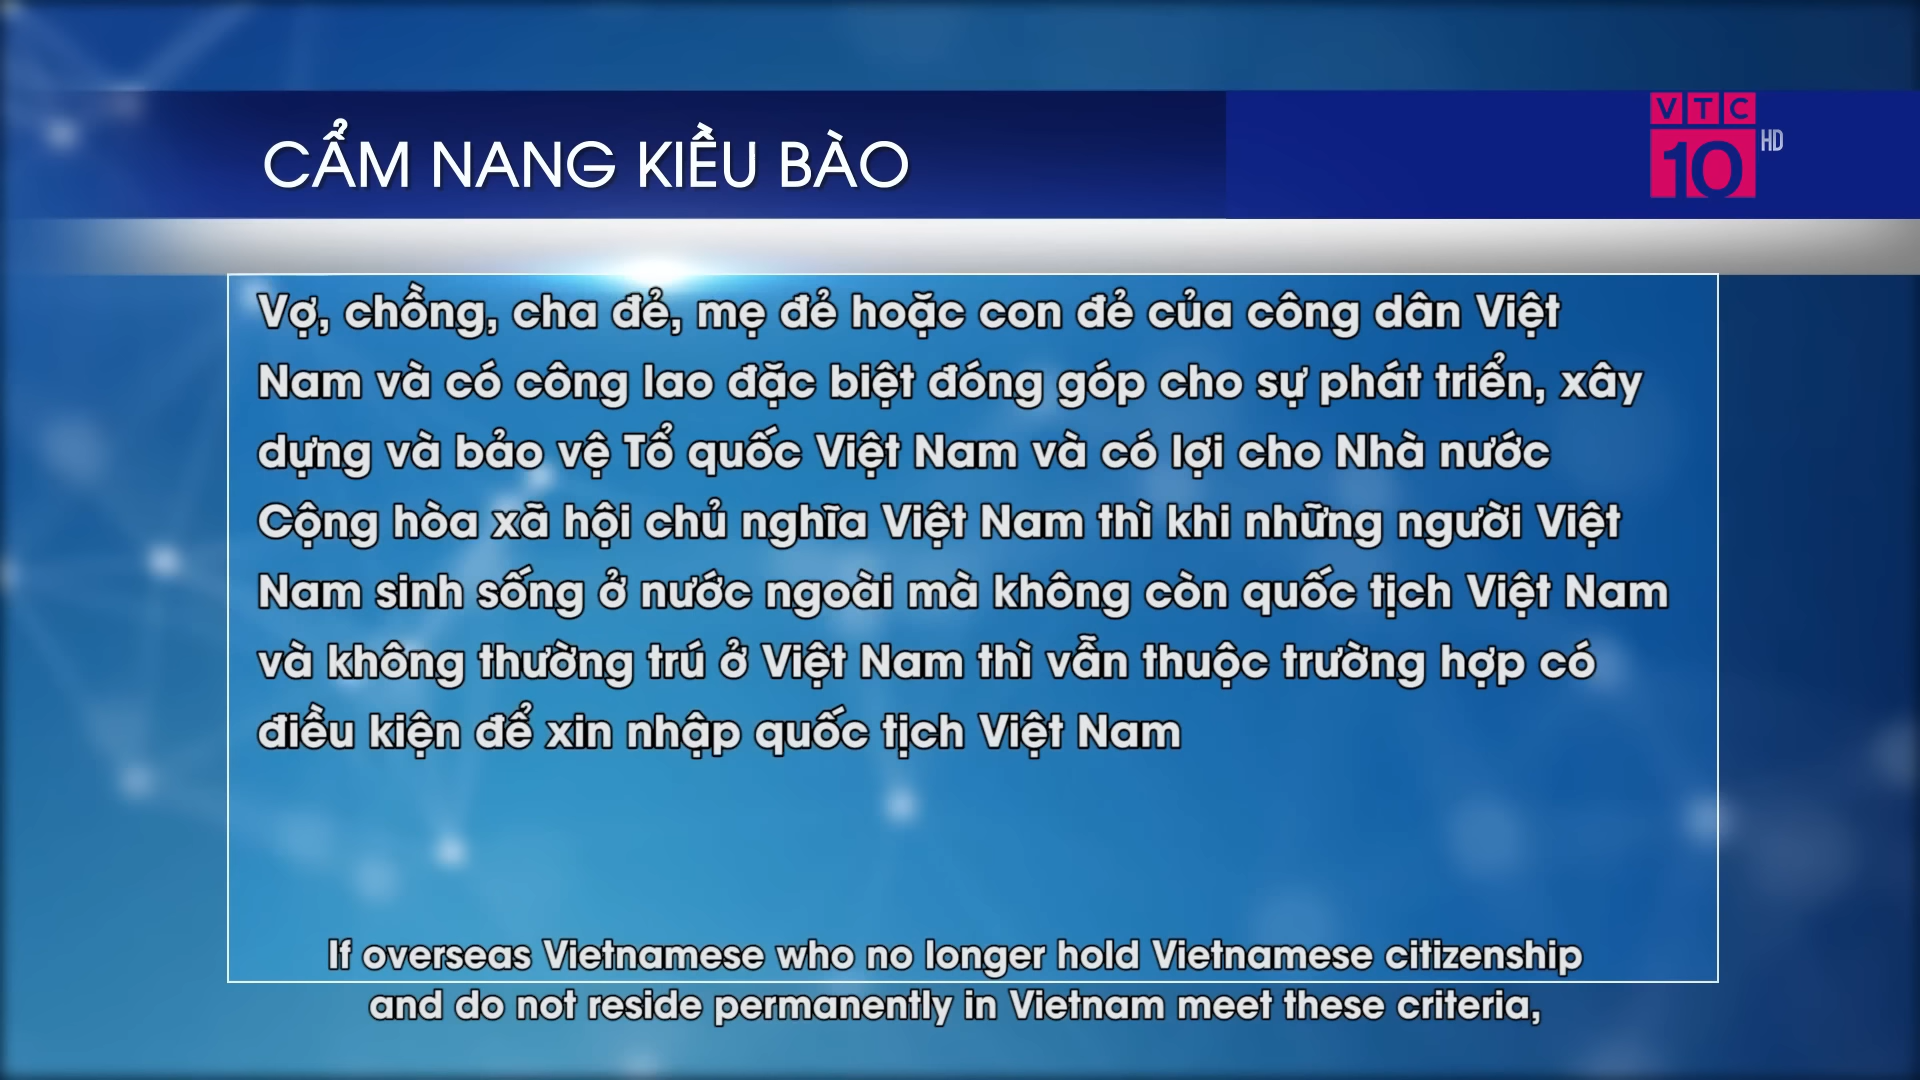 CẨM NANG KIỀU BÀO
VTC
10 HD
Vợ, chồng, cha đẻ, mẹ đẻ hoặc con đẻ của công dân Việt
Nam và có công lao đặc biệt đóng góp cho sự phát triển, xây
dựng và bảo vệ Tổ quốc Việt Nam và có lợi cho Nhà nước
Cộng hòa xã hội chủ nghĩa Việt Nam thì khi những người Việt
Nam sinh sống ở nước ngoài mà không còn quốc tịch Việt Nam
và không thường trú ở Việt Nam thì vẫn thuộc trường hợp có
điều kiện để xin nhập quốc tịch Việt Nam
If overseas Vietnamese who no longer hold Vietnamese citizenship
and do not reside permanently in Vietnam meet these criteria,